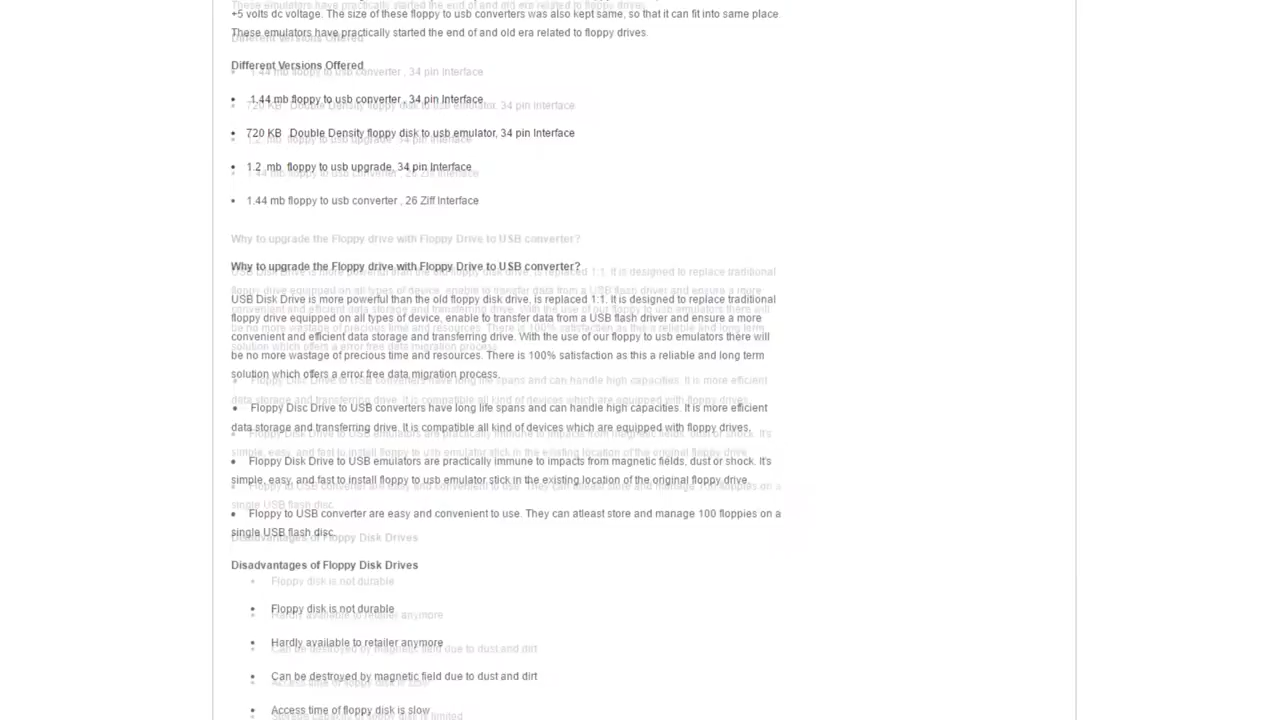 +5 volts dc voltage. The size of these floppy to usb converters was also kept same, so that it can fit into same place
These emulators have practically started the end of and old era related to floppy drives.
Different Versions Offered
• 1.44 mb floppy to usb converter , 34 pin Interface
• 720 KB Double Density floppy disk to usb emulator, 34 pin Interface
• 1.2 mb floppy to usb upgrade, 34 pin Interface
• 1.44 mb floppy to usb converter , 26 Ziff Interface
Why to upgrade the Floppy drive with Floppy Drive to USB converter?
USB Disk Drive is more powerful than the old floppy disk drive, is replaced 1:1. It is designed to replace traditional
floppy drive equipped on all types of device, enable to transfer data from a USB flash driver and ensure a more
convenient and efficient data storage and transferring drive. With the use of our floppy to usb emulators there will
be no more wastage of precious time and resources. There is 100% satisfaction as this a reliable and long term
solution which offers a error free data migration process.
• Floppy Disc Drive to USB converters have long life spans and can handle high capacities. It is more efficient
data storage and transferring drive. It is compatible all kind of devices which are equipped with floppy drives.
• Floppy Disk Drive to USB emulators are practically immune to impacts from magnetic fields, dust or shock. It's
simple, easy, and fast to install floppy to usb emulator stick in the existing location of the original floppy drive
• Floppy to USB converter are easy and convenient to use. They can atleast store and manage 100 floppies on a
single USB flash disc.
Disadvantages of Floppy Disk Drives
• Floppy disk is not durable
• Hardly available to retailer anymore
• Can be destroyed by magnetic field due to dust and dirt
• Access time of floppy disk is slow